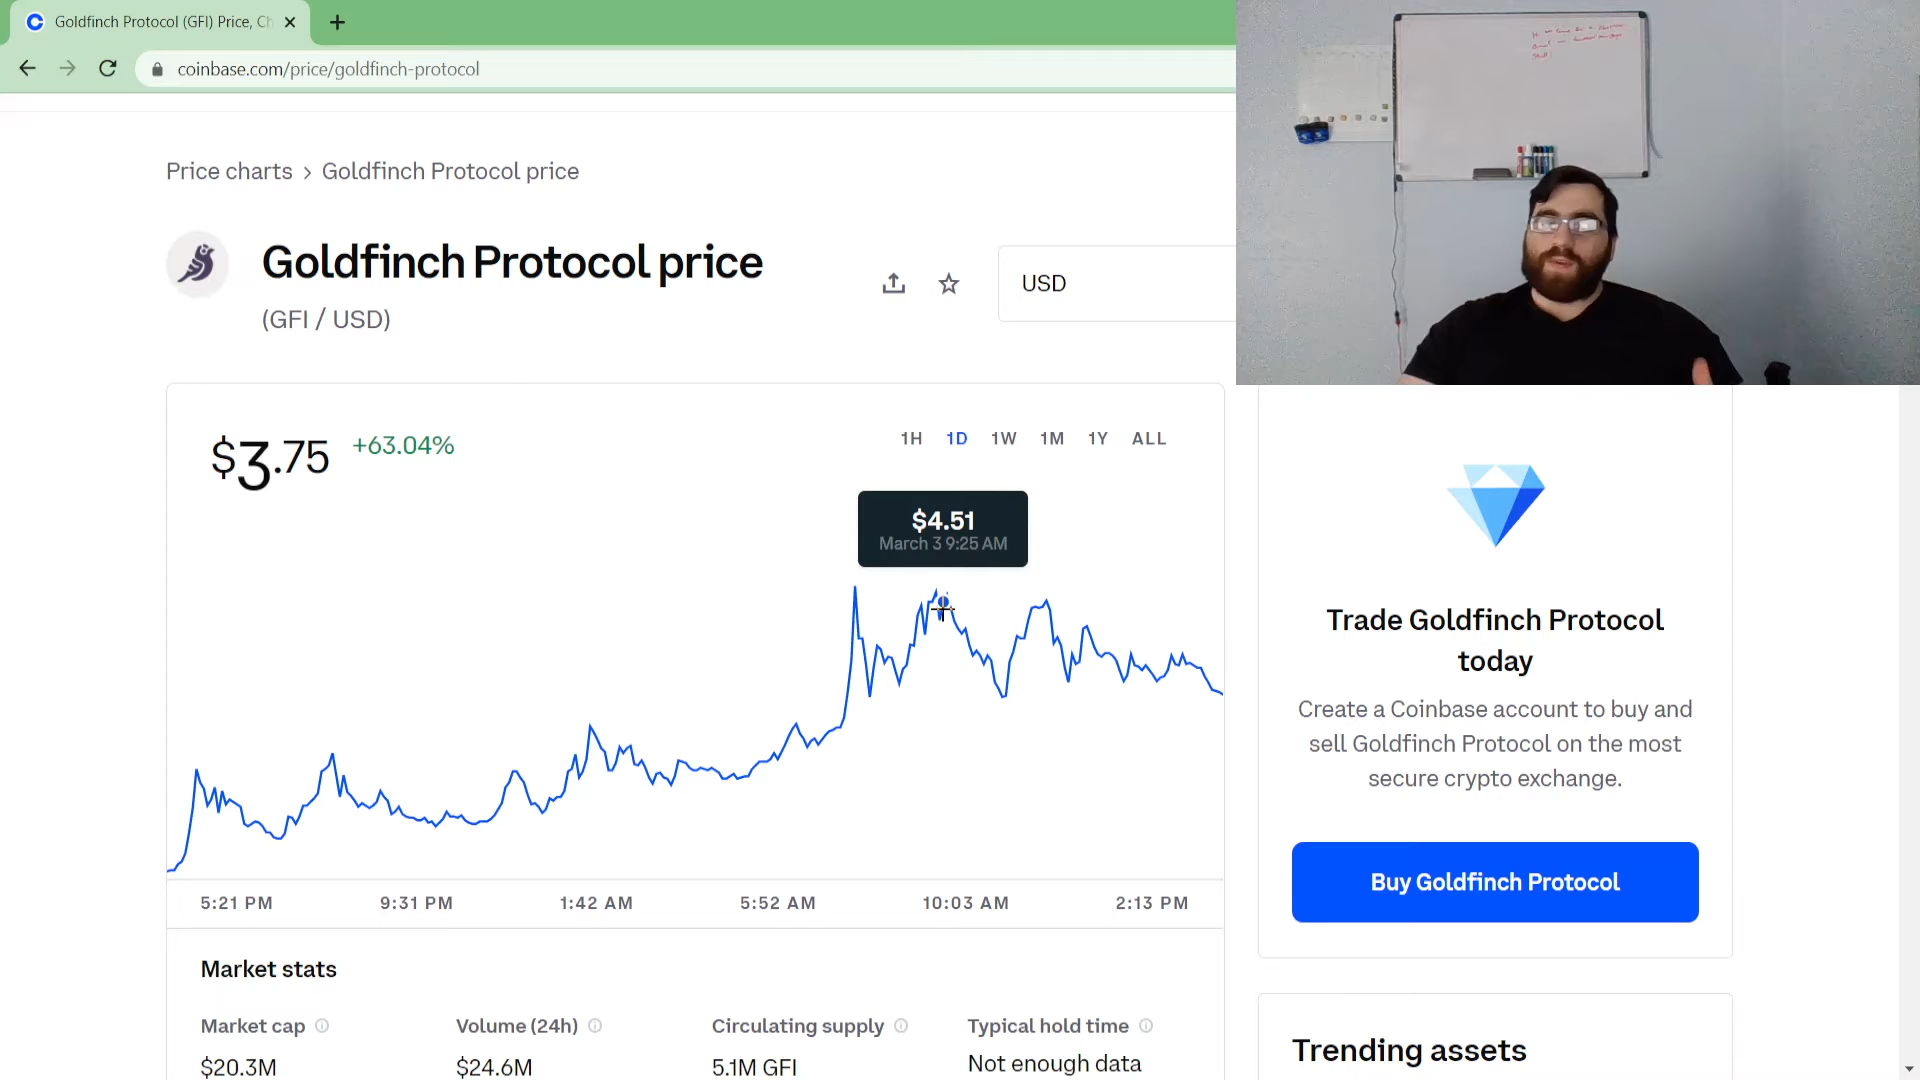 Goldfinch Protocol (GFI) Price, Ch
coinbase.com/price/goldfinch-protocol
Price charts › Goldfinch Protocol price
Goldfinch Protocol price
(GFI / USD)
USD
$3.75 +63.04%
1H 1D 1W 1M 1Y ALL
$4.51
March 3 9:25 AM
5:21 PM 9:31 PM 1:42 AM 5:52 AM 10:03 AM 2:13 PM
Market stats
Market cap Volume (24h) Circulating supply Typical hold time
$20.3M $24.6M 5.1M GFI Not enough data
Trade Goldfinch Protocol
today
Create a Coinbase account to buy and
sell Goldfinch Protocol on the most
secure crypto exchange.
Buy Goldfinch Protocol
Trending assets